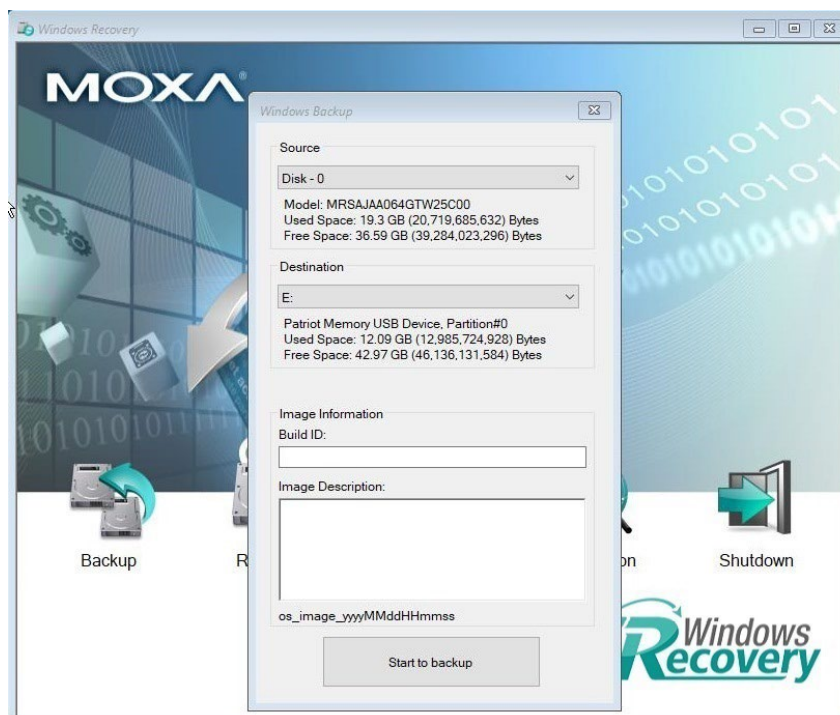 Windows Recovery
MOXA®
Windows Backup
Source
Disk - 0
Model: MRSAJAA064GTW25C00
Used Space: 19.3 GB (20,719,685,632) Bytes
Free Space: 36.59 GB (39,284,023,296) Bytes
Destination
E:
Patriot Memory USB Device, Partition#0
Used Space: 12.09 GB (12,985,724,928) Bytes
Free Space: 42.97 GB (46,136,131,584) Bytes
Image Information
Build ID:
Image Description:
os_image_yyyyMMddHHmmss
Start to backup
Backup
R
on
Shutdown
Windows
Recovery